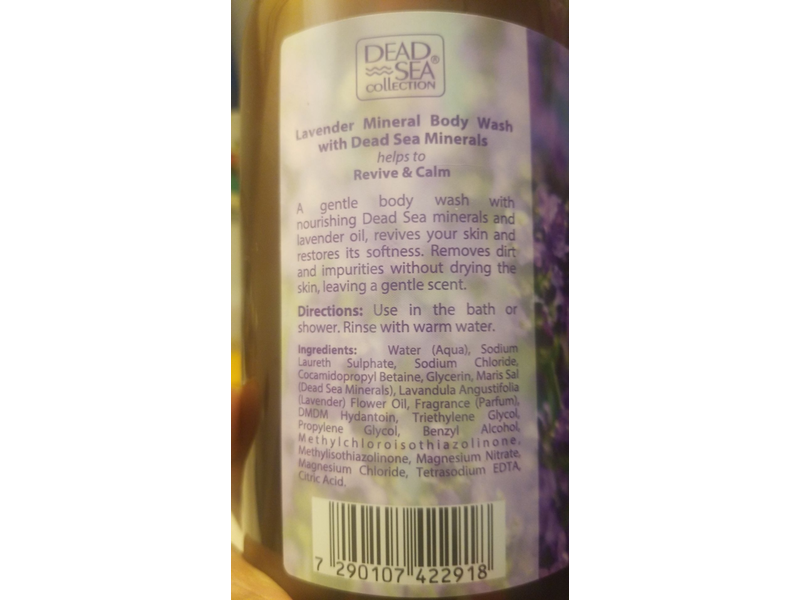 DEAD
SEA®
COLLECTION
Lavender Mineral Body Wash
with Dead Sea Minerals
helps to
Revive & Calm
A gentle body wash with
nourishing Dead Sea minerals and
lavender oil, revives your skin and
restores its softness. Removes dirt
and impurities without drying the
skin, leaving a gentle scent.
Directions: Use in the bath or
shower. Rinse with warm water.
Ingredients: Water (Aqua), Sodium
Laureth Sulphate, Sodium Chloride,
Cocamidopropyl Betaine, Glycerin, Maris Sal
(Dead Sea Minerals), Lavandula Angustifolia
(Lavender) Flower Oil, Fragrance (Parfum),
DMDM Hydantoin, Triethylene Glycol,
Propylene Glycol, Benzyl Alcohol,
Methylchloroisothiazolinone,
Methylisothiazolinone, Magnesium Nitrate,
Magnesium Chloride, Tetrasodium EDTA,
Citric Acid.
7 290107 422918